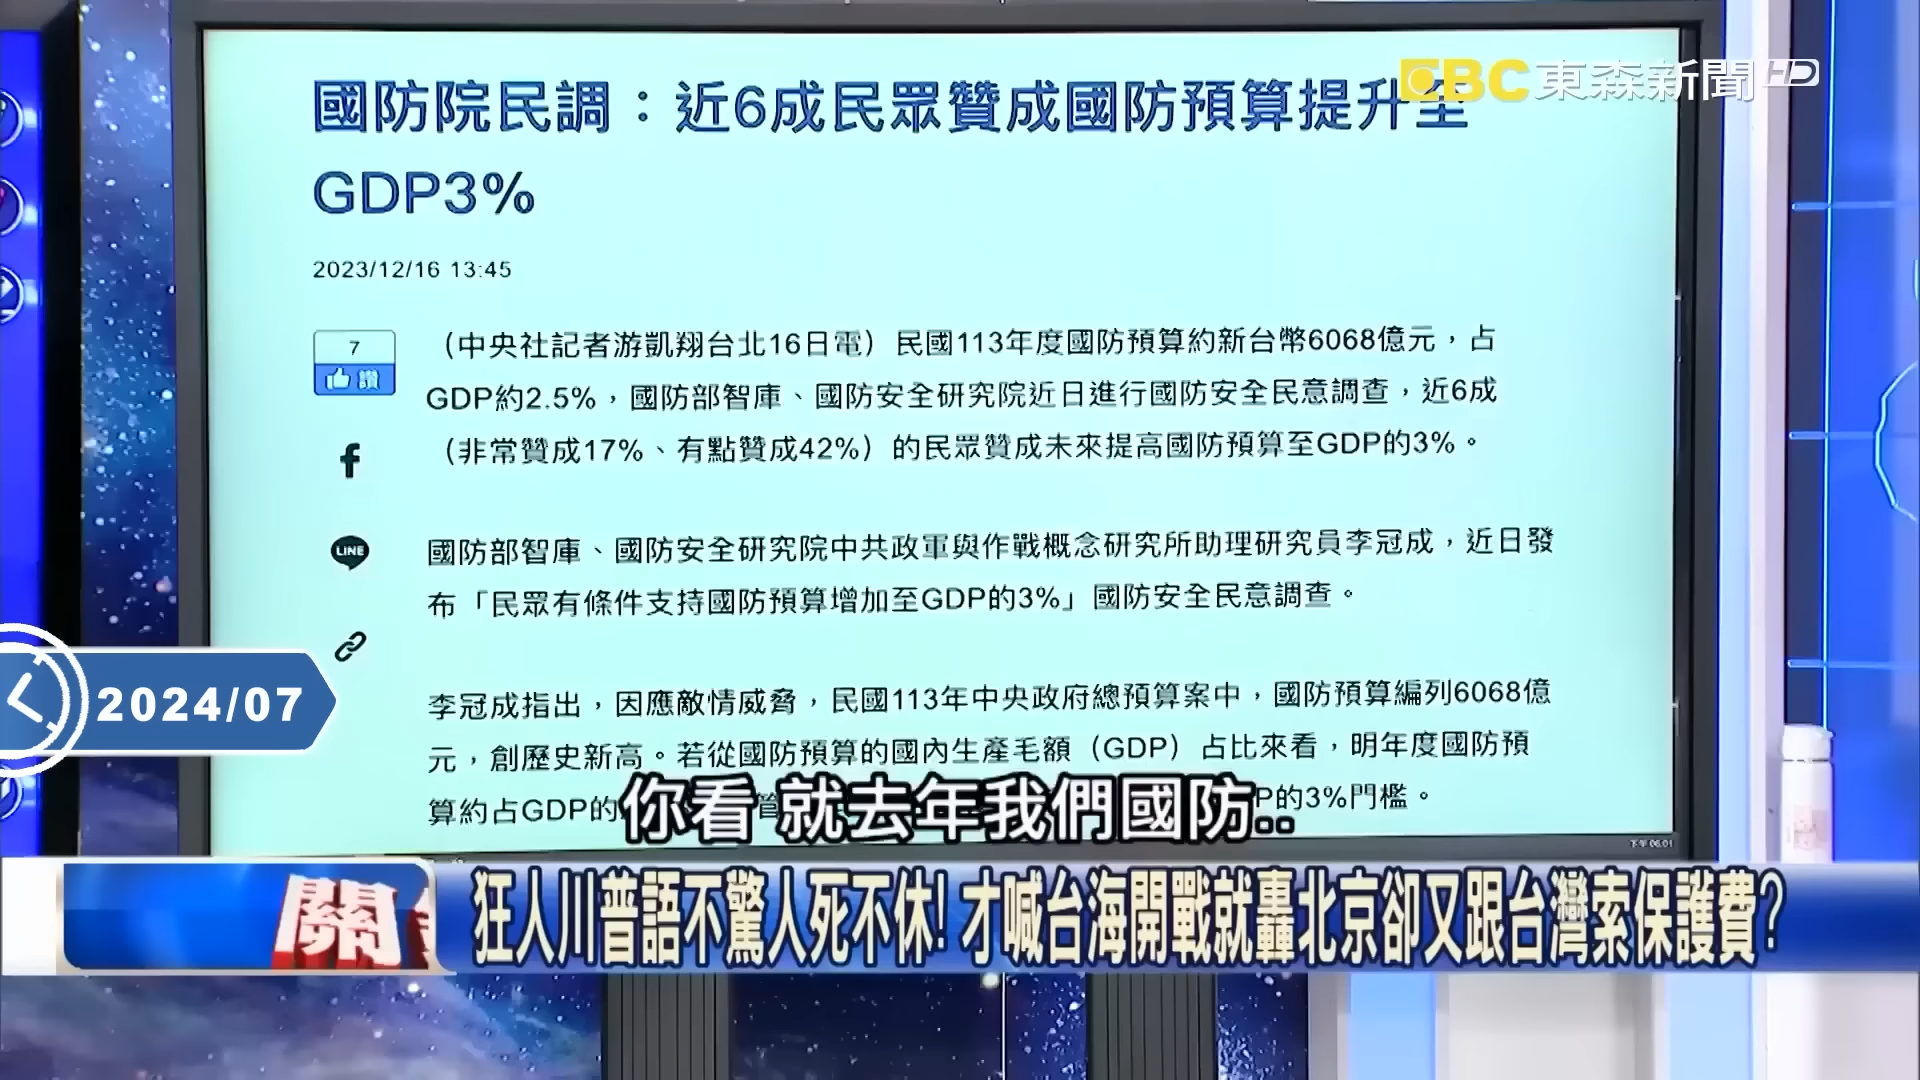 EBC 東森新聞 HD
國防院民調：近6成民眾贊成國防預算提升至
GDP3%
2023/12/16 13:45
7
讚
（中央社記者游凱翔台北16日電）民國113年度國防預算約新台幣6068億元，占
GDP約2.5%，國防部智庫、國防安全研究院近日進行國防安全民意調查，近6成
（非常贊成17%、有點贊成42%）的民眾贊成未來提高國防預算至GDP的3%。
LINE
國防部智庫、國防安全研究院中共政軍與作戰概念研究所助理研究員李冠成，近日發
布「民眾有條件支持國防預算增加至GDP的3%」國防安全民意調查。
2024/07
李冠成指出，因應敵情威脅，民國113年中央政府總預算案中，國防預算編列6068億
元，創歷史新高。若從國防預算的國內生產毛額（GDP）占比來看，明年度國防預
算約占GDP的 管 P的3%門檻。
你看 就去年我們國防..
下午 06:01
關
狂人川普語不驚人死不休! 才喊台海開戰就轟北京卻又跟台灣索保護費?